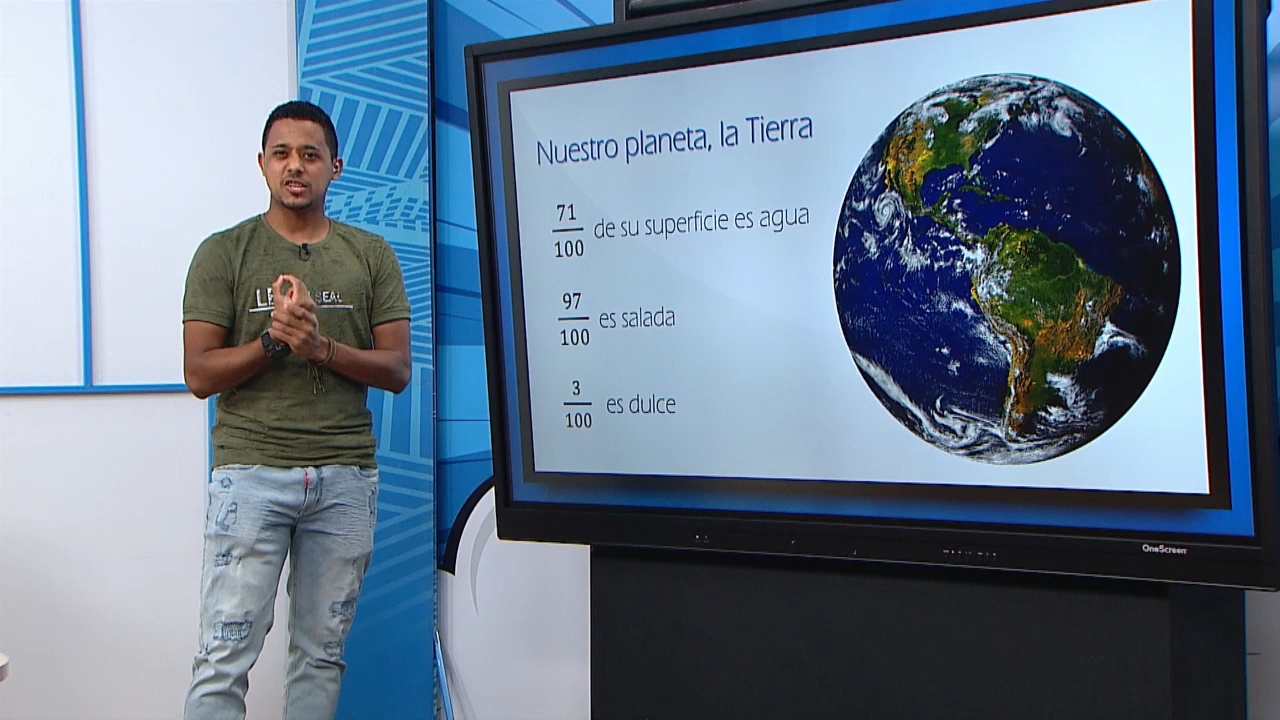 Nuestro planeta, la Tierra
71
100
de su superficie es agua
97
100
es salada
3
100
es dulce
OneScreen